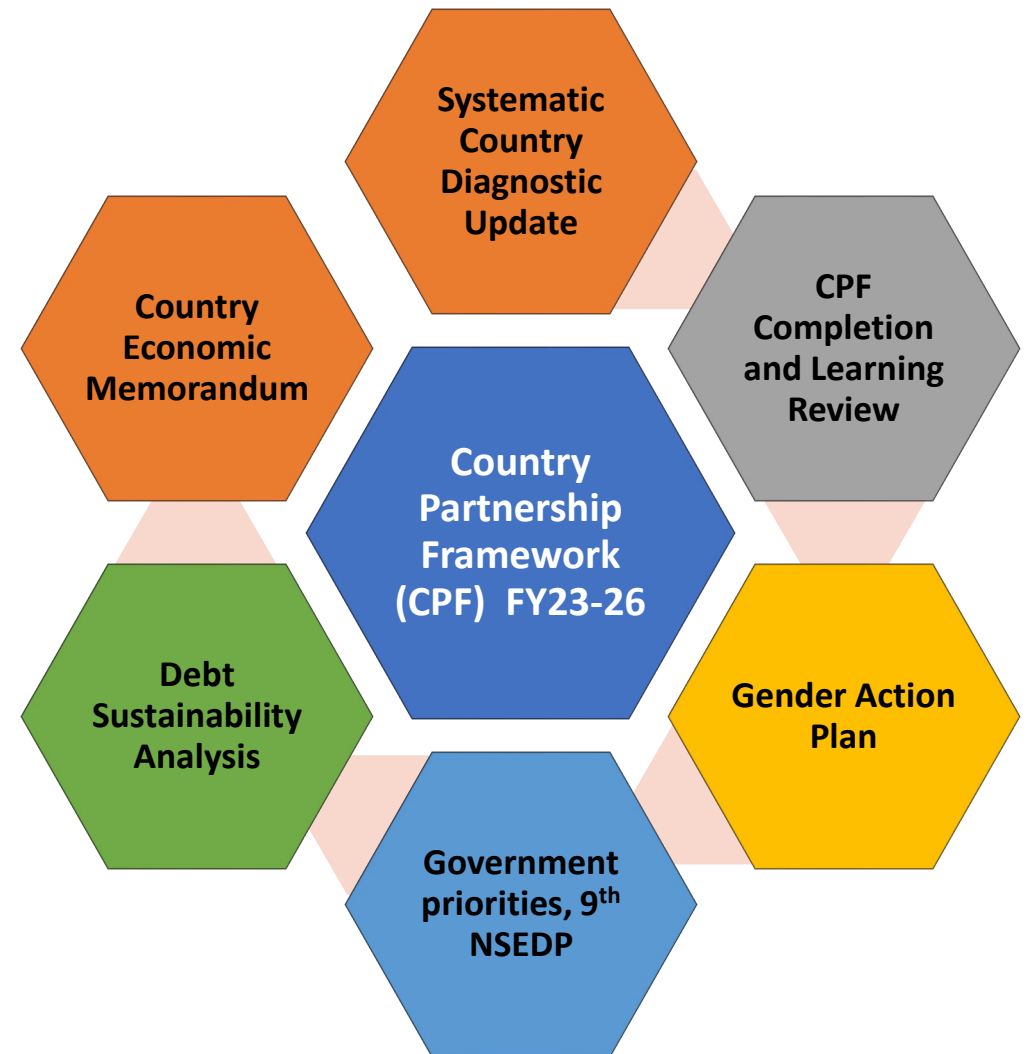 Systematic
Country
Diagnostic
Update
CPF
Completion
and Learning
Review
Country
Economic
Memorandum
Country
Partnership
Framework
(CPF) FY23-26
Debt
Sustainability
Analysis
Gender Action
Plan
Government
priorities, 9th
NSEDP